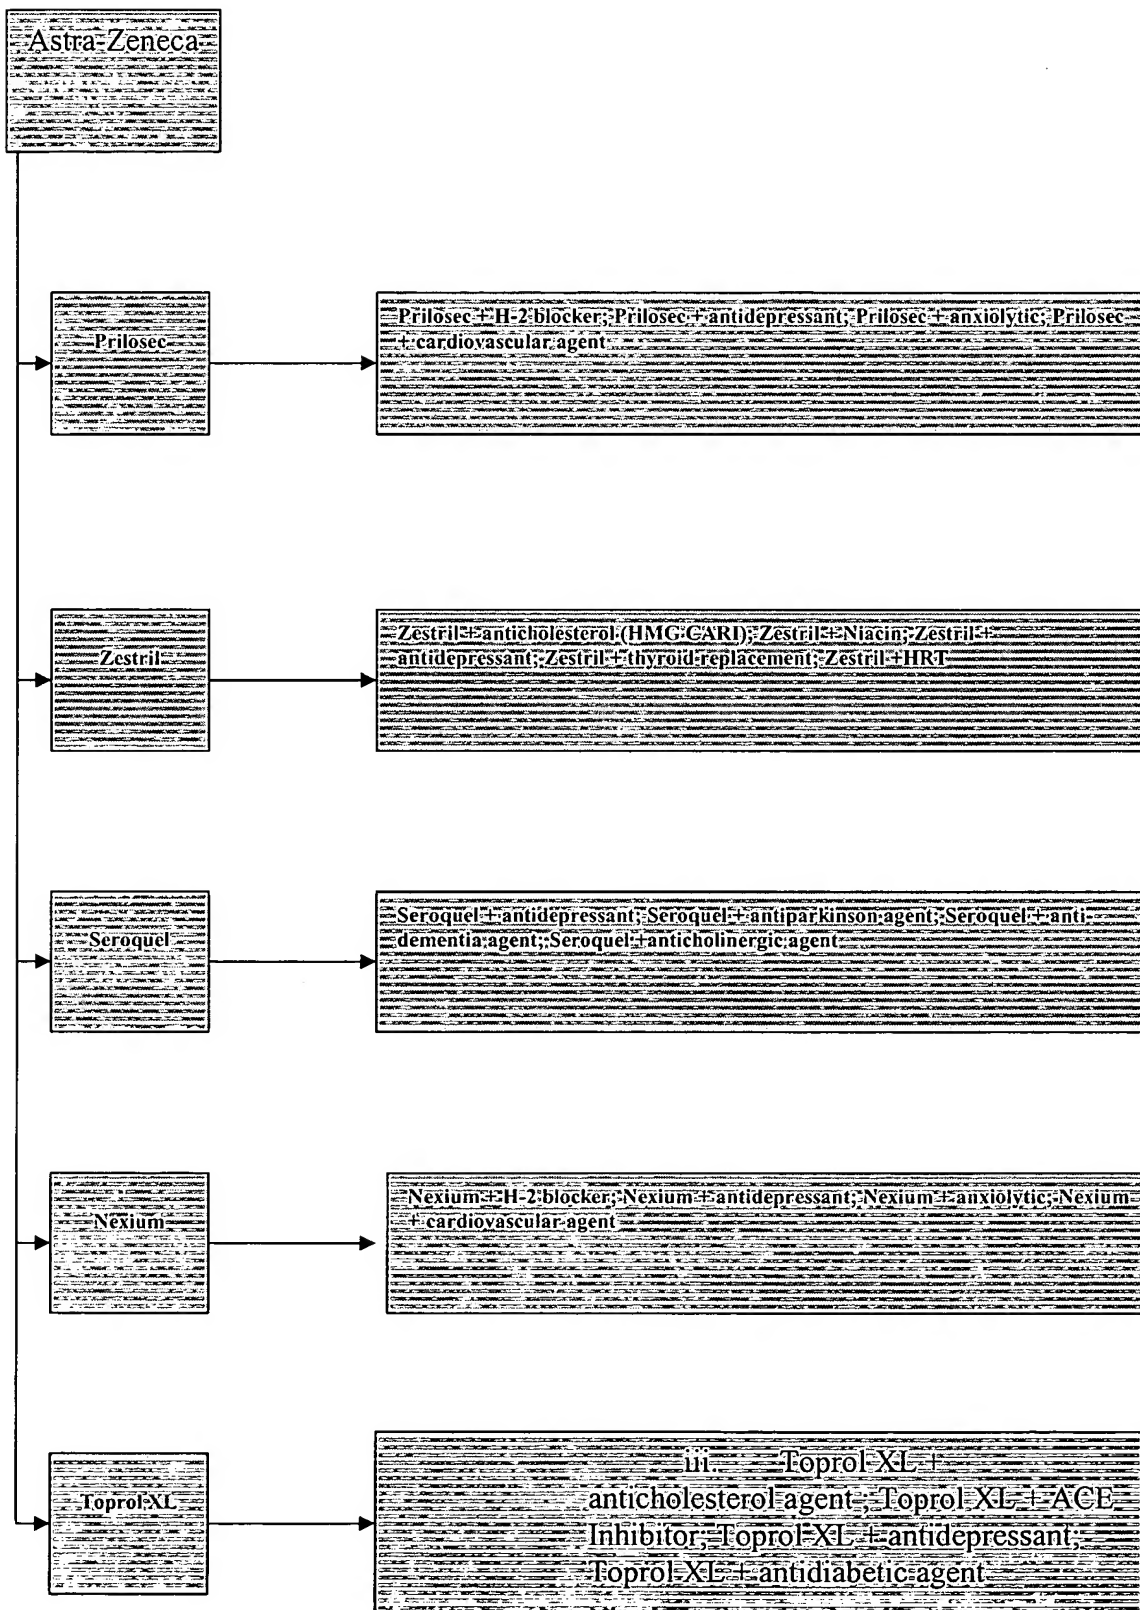 Astra-Zeneca
Prilosec
Prilosec + H-2 blocker; Prilosec + antidepressant; Prilosec + anxiolytic; Prilosec
+ cardiovascular agent
Zestril
Zestril + anticholesterol (HMG CARI); Zestril + Niacin; Zestril +
antidepressant; Zestril + thyroid replacement; Zestril +HRT
Seroquel
Seroquel + antidepressant; Seroquel + antiparkinson agent; Seroquel + anti-
dementia agent; Seroquel +anticholinergic agent
Nexium
Nexium + H-2 blocker; Nexium + antidepressant; Nexium + anxiolytic; Nexium
+ cardiovascular agent
Toprol XL
iii. Toprol XL +
anticholesterol agent ; Toprol XL + ACE
Inhibitor; Toprol XL + antidepressant;
Toprol XL + antidiabetic agent